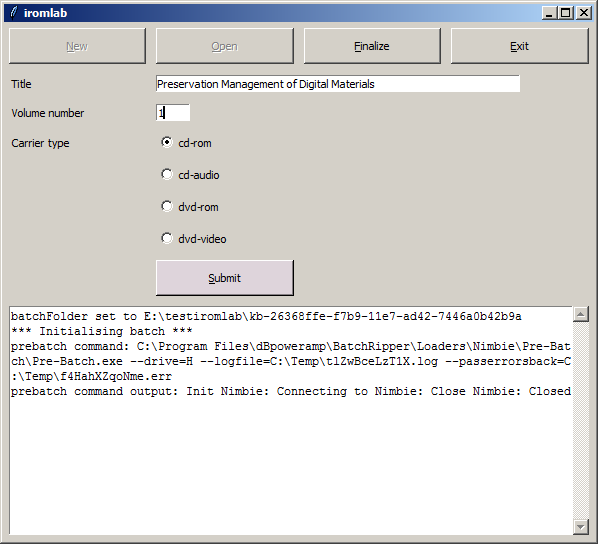 iromlab
New Open Finalize Exit
Title Preservation Management of Digital Materials
Volume number 1
Carrier type cd-rom
cd-audio
dvd-rom
dvd-video
Submit
batchFolder set to E:\testiromlab\kb-26368ffe-f7b9-11e7-ad42-7446a0b42b9a
*** Initialising batch ***
prebatch command: C:\Program Files\dBpoweramp\BatchRipper\Loaders\Nimbie\Pre-Bat
ch\Pre-Batch.exe --drive=H --logfile=C:\Temp\tlZwBceLzT1X.log --passerrorsback=C
:\Temp\f4HahXZqoNme.err
prebatch command output: Init Nimbie: Connecting to Nimbie: Close Nimbie: Closed